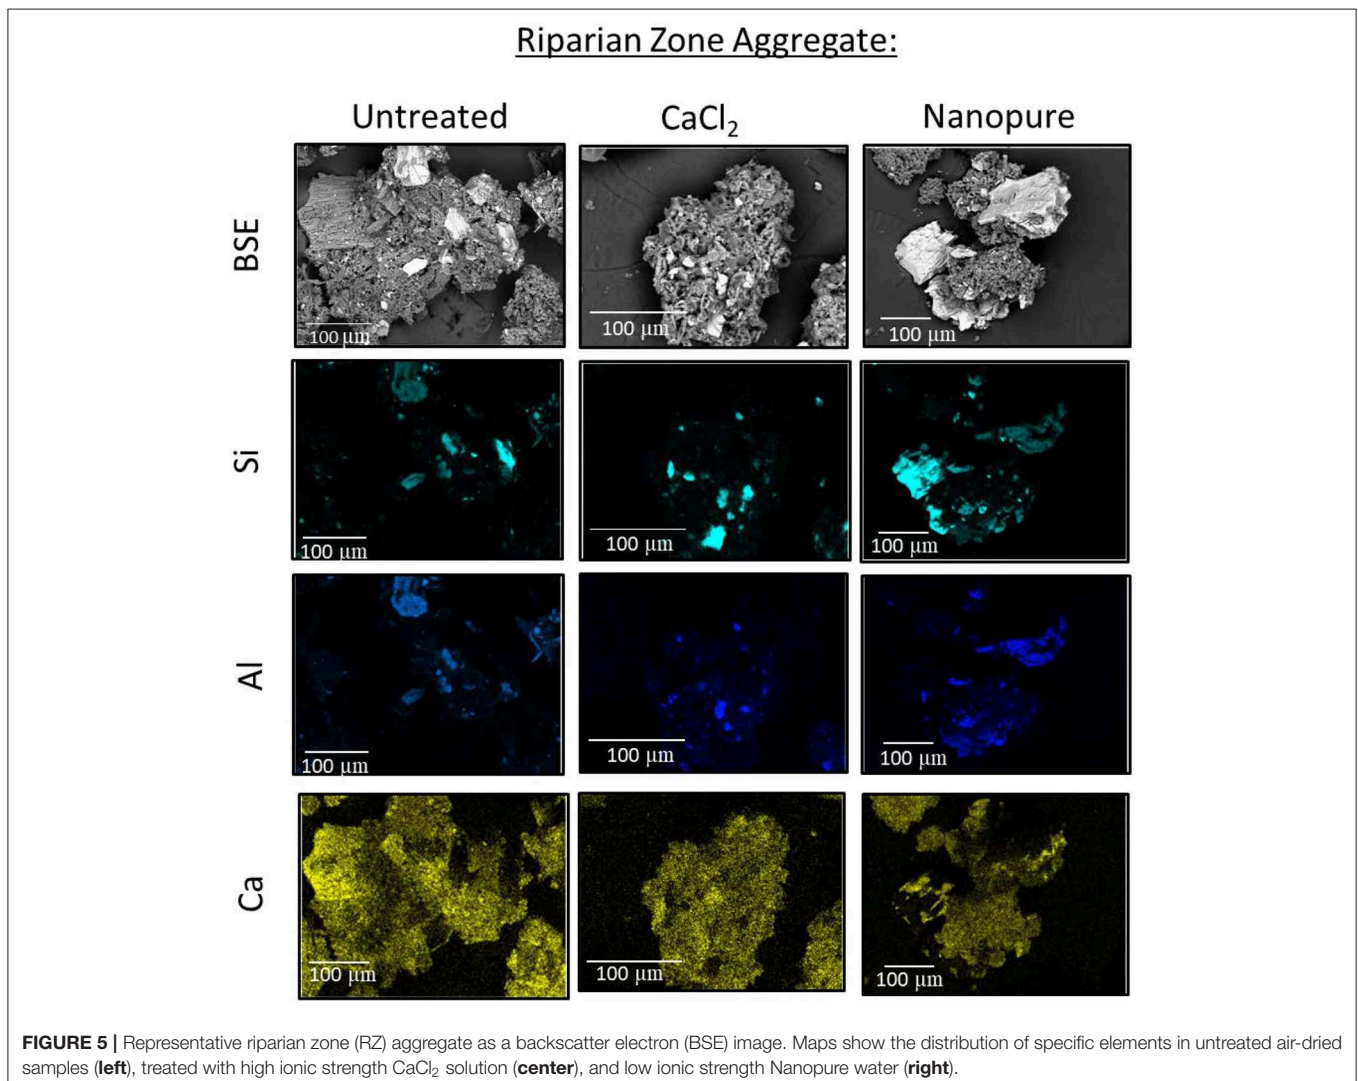 Riparian Zone Aggregate:
Untreated CaCl₂ Nanopure
BSE
100 µm 100 µm 100 µm
Si
100 µm 100 µm 100 µm
Al
100 µm 100 µm 100 µm
Ca
100 µm 100 µm 100 µm
FIGURE 5 | Representative riparian zone (RZ) aggregate as a backscatter electron (BSE) image. Maps show the distribution of specific elements in untreated air-dried
samples (left), treated with high ionic strength CaCl₂ solution (center), and low ionic strength Nanopure water (right).